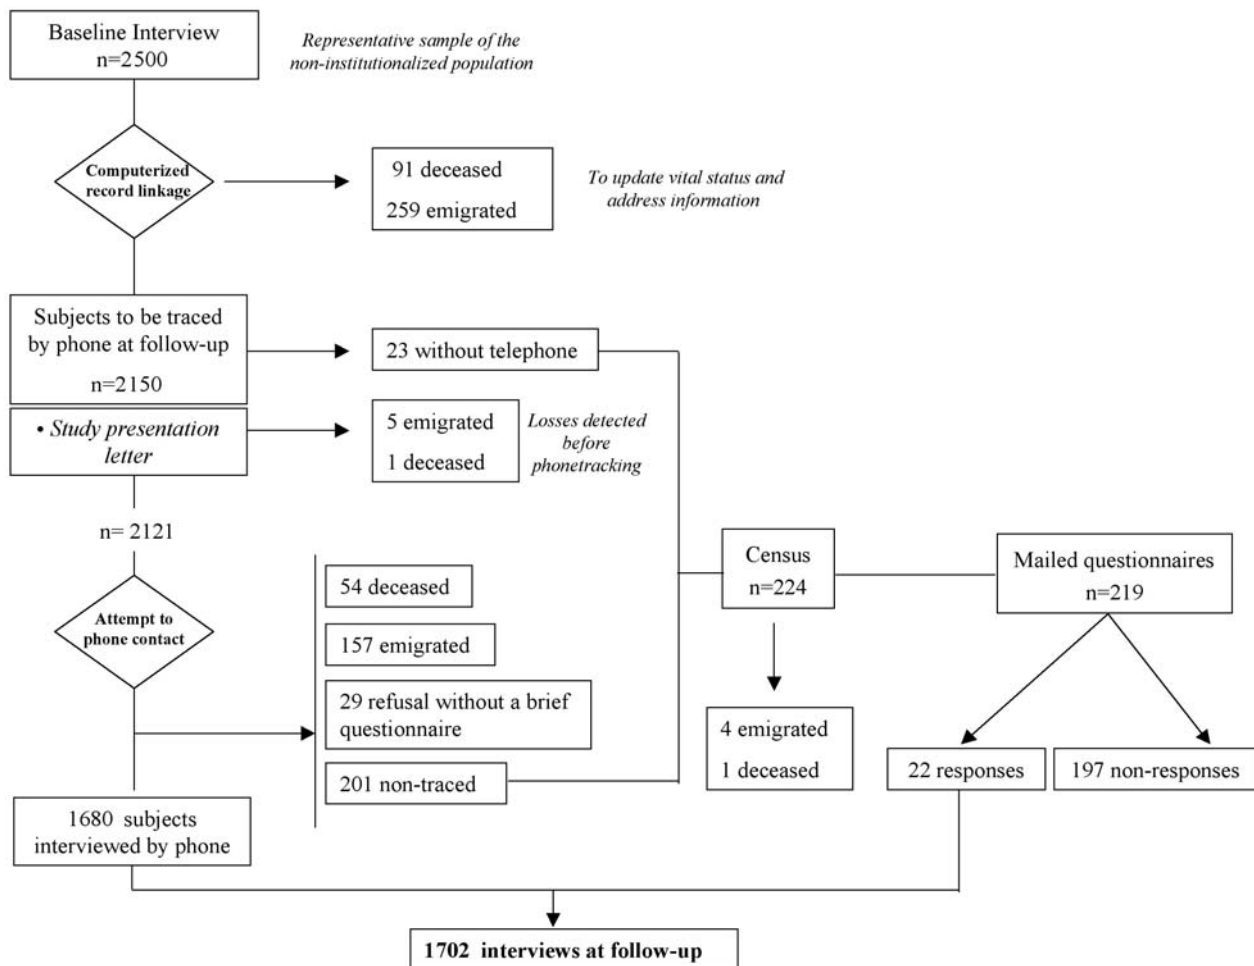 Baseline Interview
n=2500
Representative sample of the
non-institutionalized population
Computerized
record linkage
91 deceased
259 emigrated
To update vital status and
address information
Subjects to be traced
by phone at follow-up
n=2150
23 without telephone
• Study presentation
letter
5 emigrated
1 deceased
Losses detected
before
phonetracking
n= 2121
Attempt to
phone contact
54 deceased
157 emigrated
29 refusal without a brief
questionnaire
201 non-traced
Census
n=224
Mailed questionnaires
n=219
4 emigrated
1 deceased
22 responses
197 non-responses
1680 subjects
interviewed by phone
1702 interviews at follow-up